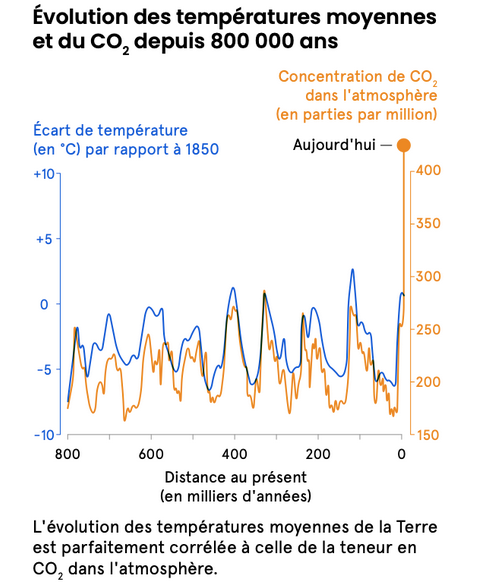 Évolution des températures moyennes
et du CO₂ depuis 800 000 ans
Concentration de CO₂
dans l'atmosphère
(en parties par million)
Écart de température
(en °C) par rapport à 1850
Aujourd'hui
+10
+5
0
-5
-10
400
350
300
250
200
150
800
600
400
200
0
Distance au présent
(en milliers d'années)
L'évolution des températures moyennes de la Terre
est parfaitement corrélée à celle de la teneur en
CO₂ dans l'atmosphère.